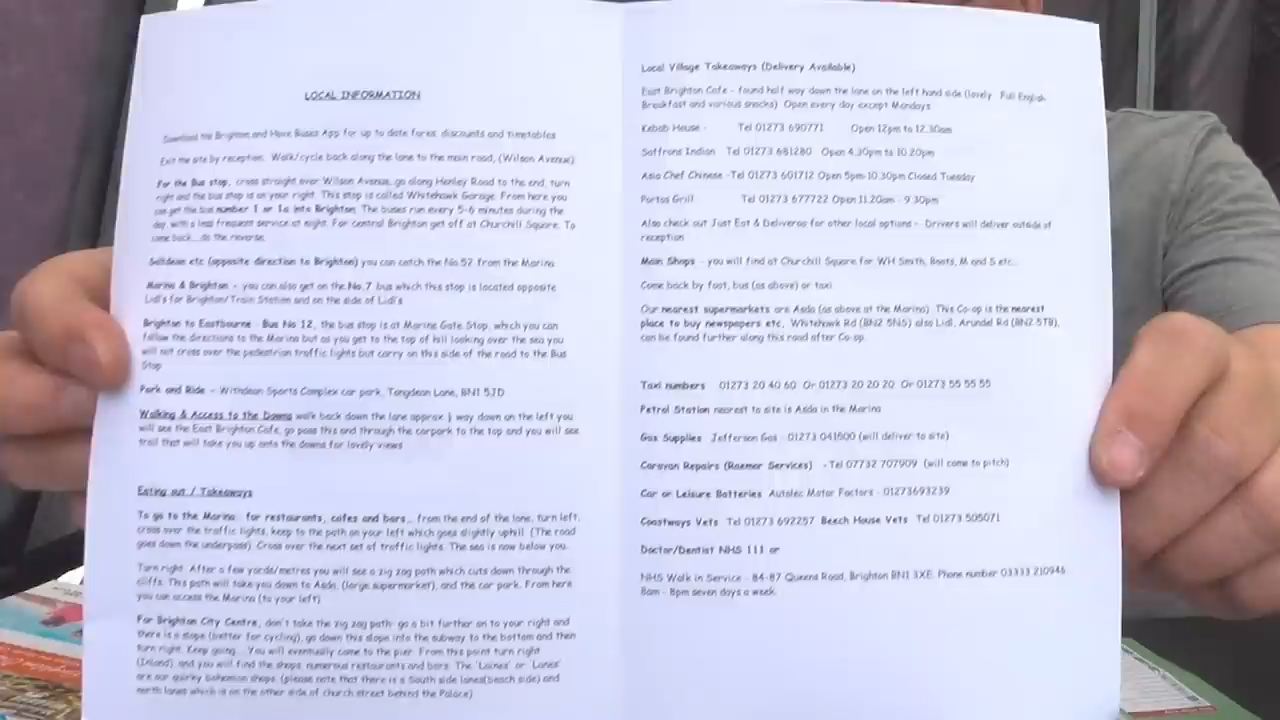 LOCAL INFORMATION
Download the Brighton and Hove Buses App for up to date fares, discounts and timetables
Exit the site by reception. Walk/cycle back along the lane to the main road, (Wilson Avenue)
For the Bus stop, cross straight over Wilson Avenue, go along Henley Road to the end, turn
right and the bus stop is on your right. This stop is called Whitehawk Garage. From here you
can get the bus number 1 or 1a into Brighton. The buses run every 5-6 minutes during the
day, with a less frequent service at night. For central Brighton get off at Churchill Square. To
come back... do the reverse.
Saltdean etc (opposite direction to Brighton) you can catch the No.57 from the Marina
Marina & Brighton - you can also get on the No.7 bus which this stop is located opposite
Lidl's for Brighton/Train Station and on the side of Lidl's
Brighton to Eastbourne - Bus No 12, the bus stop is at Marine Gate Stop, which you can
follow the directions to the Marina but as you get to the top of hill looking over the sea you
will not cross over the pedestrian traffic lights but carry on this side of the road to the Bus
Stop
Park and Ride - Withdean Sports Complex car park, Tongdean Lane, BN1 5JD
Walking & Access to the Downs walk back down the lane approx ½ way down on the left you
will see the East Brighton Cafe, go pass this and through the carpark to the top and you will see
trail that will take you up onto the downs for lovely views
Eating out / Takeaways
To go to the Marina for restaurants, cafes and bars... from the end of the lane, turn left,
cross over the traffic lights, keep to the path on your left which goes slightly uphill (The road
goes down the underpass) Cross over the next set of traffic lights. The sea is now below you.
Turn right. After a few yards/metres you will see a zig zag path which cuts down through the
cliffs. This path will take you down to Asda, (large supermarket), and the car park. From here
you can access the Marina (to your left)
For Brighton City Centre, don't take the zig zag path- go a bit further on to your right and
there is a slope (better for cycling), go down this slope into the subway to the bottom and then
turn right. Keep going.... You will eventually come to the pier. From this point turn right
(Inland), and you will find the shops, numerous restaurants and bars. The 'Laines' or 'Lanes'
are our quirky bohemian shops. (please note that there is a South side lanes(beach side) and
north lanes which is on the other side of church street behind the Palace)
Local Village Takeaways (Delivery Available)
East Brighton Cafe - found half way down the lane on the left hand side (lovely Full English
Breakfast and various snacks) Open every day except Mondays
Kebab House - Tel 01273 690771 Open 12pm to 12.30am
Saffrons Indian Tel 01273 681280 Open 4.30pm to 10.20pm
Asia Chef Chinese -Tel 01273 601712 Open 5pm-10.30pm Closed Tuesday
Portos Grill Tel 01273 677722 Open 11.20am - 9.30pm
Also check out Just Eat & Deliveroo for other local options - Drivers will deliver outside of
reception
Main Shops - you will find at Churchill Square for WH Smith, Boots, M and S etc..
Come back by foot, bus (as above) or taxi
Our nearest supermarkets are Asda (as above at the Marina). This Co-op is the nearest
place to buy newspapers etc, Whitehawk Rd (BN2 5NS) also Lidl, Arundel Rd (BN2 5TB),
can be found further along this road after Co-op.
Taxi numbers 01273 20 40 60 Or 01273 20 20 20 Or 01273 55 55 55
Petrol Station nearest to site is Asda in the Marina
Gas Supplies Jefferson Gas - 01273 041600 (will deliver to site)
Caravan Repairs (Raemar Services) - Tel 07732 707909 (will come to pitch)
Car or Leisure Batteries Autolec Motor Factors - 01273693239
Coastways Vets Tel 01273 692257 Beech House Vets Tel 01273 505071
Doctor/Dentist NHS 111 or
NHS Walk in Service - 84-87 Queens Road, Brighton BN1 3XE. Phone number 03333 210946
8am - 8pm seven days a week.